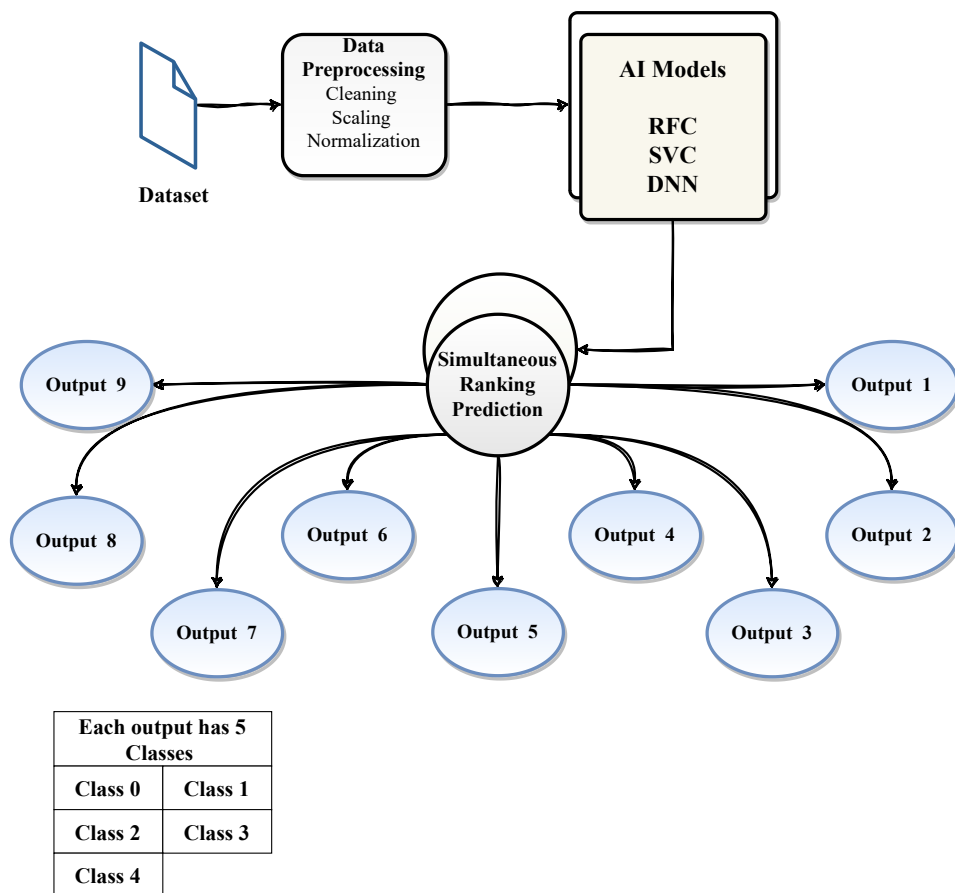 Data
Preprocessing
Cleaning
Scaling
Normalization
AI Models
RFC
SVC
DNN
Dataset
Simultaneous
Ranking
Prediction
Output 9
Output 1
Output 8
Output 6
Output 4
Output 2
Output 7
Output 5
Output 3
Each output has 5
Classes
Class 0
Class 1
Class 2
Class 3
Class 4